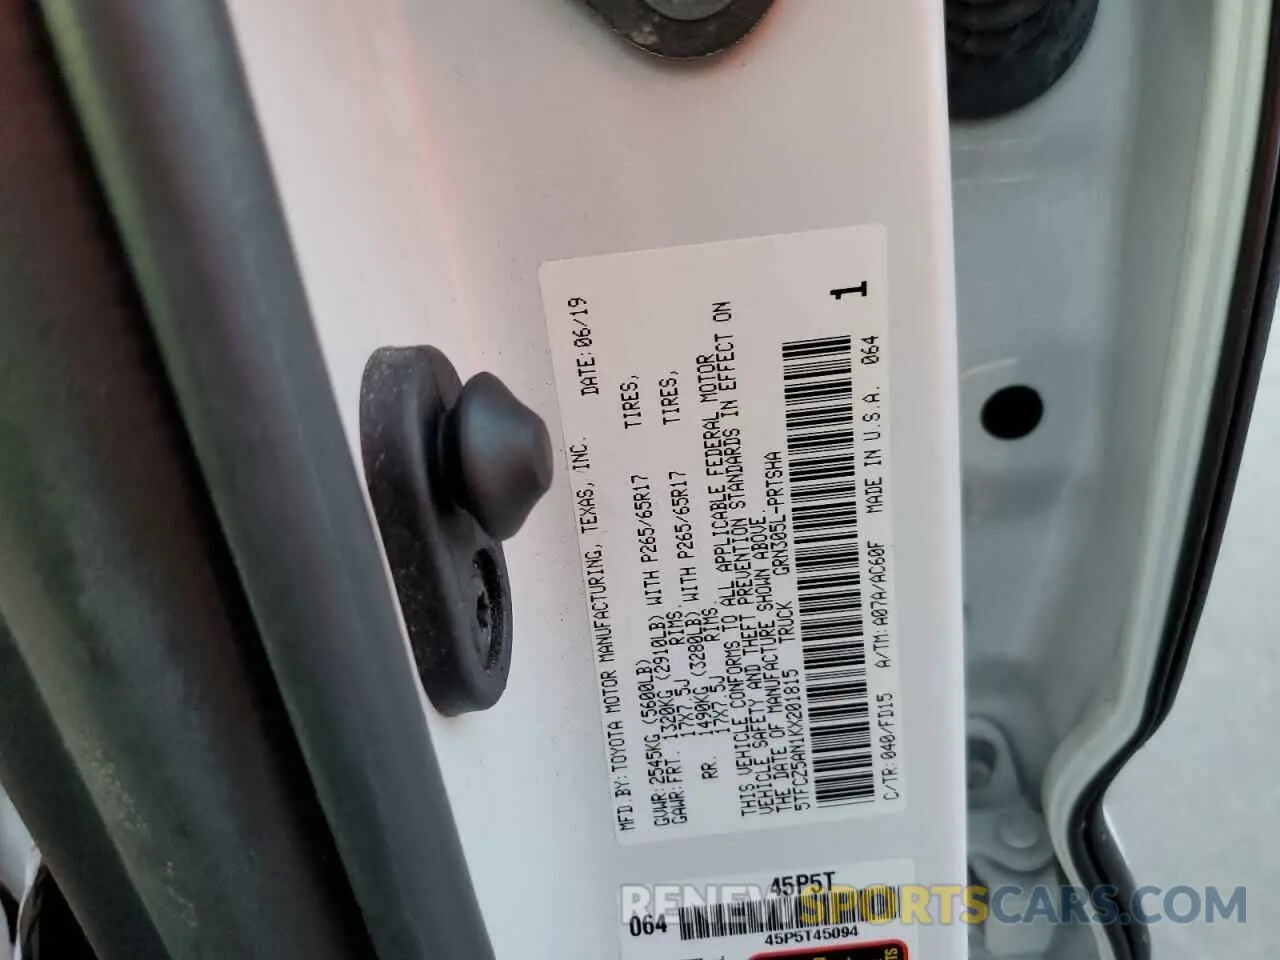 MFD.BY: TOYOTA MOTOR MANUFACTURING, TEXAS, INC. DATE: 06/19
GVWR: 2545KG (5600LB)
GAWR: FRT. 1320KG (2910LB) WITH P265/65R17 TIRES,
17X7.5J RIMS,
RR. 1490KG (3280LB) WITH P265/65R17 TIRES,
17X7.5J RIMS.
THIS VEHICLE CONFORMS TO ALL APPLICABLE FEDERAL MOTOR
VEHICLE SAFETY AND THEFT PREVENTION STANDARDS IN EFFECT ON
THE DATE OF MANUFACTURE SHOWN ABOVE.
5TFCZ5AN1KX201815 TRUCK GRN305L-PRTSHA
1
C/TR: 040/FD15 A/TM: A07A/AC60F MADE IN U.S.A. 064
45P5T
064
45P5T45094
RENEWSPORTSCARS.COM